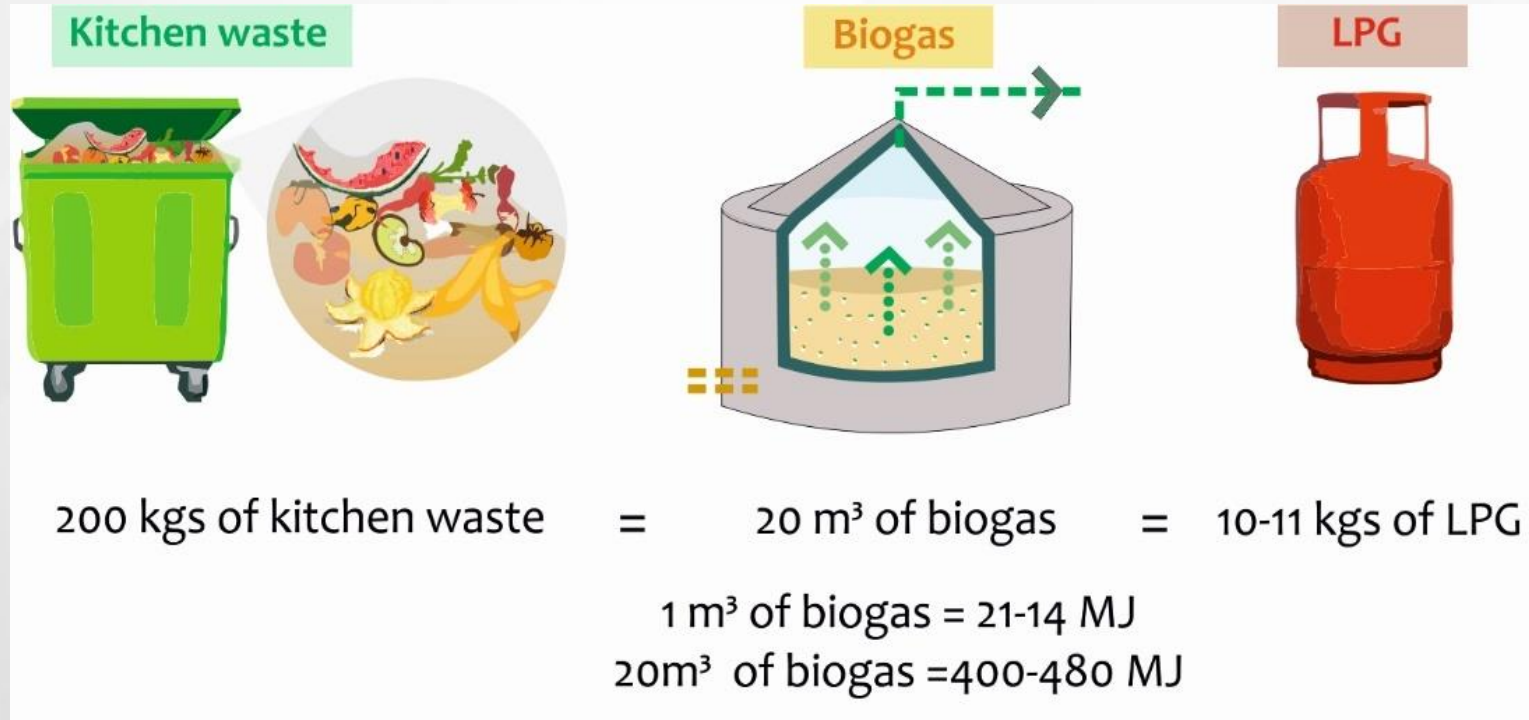 Kitchen waste
Biogas
LPG
200 kgs of kitchen waste = 20 m³ of biogas = 10-11 kgs of LPG
1 m³ of biogas = 21-14 MJ
20m³ of biogas =400-480 MJ